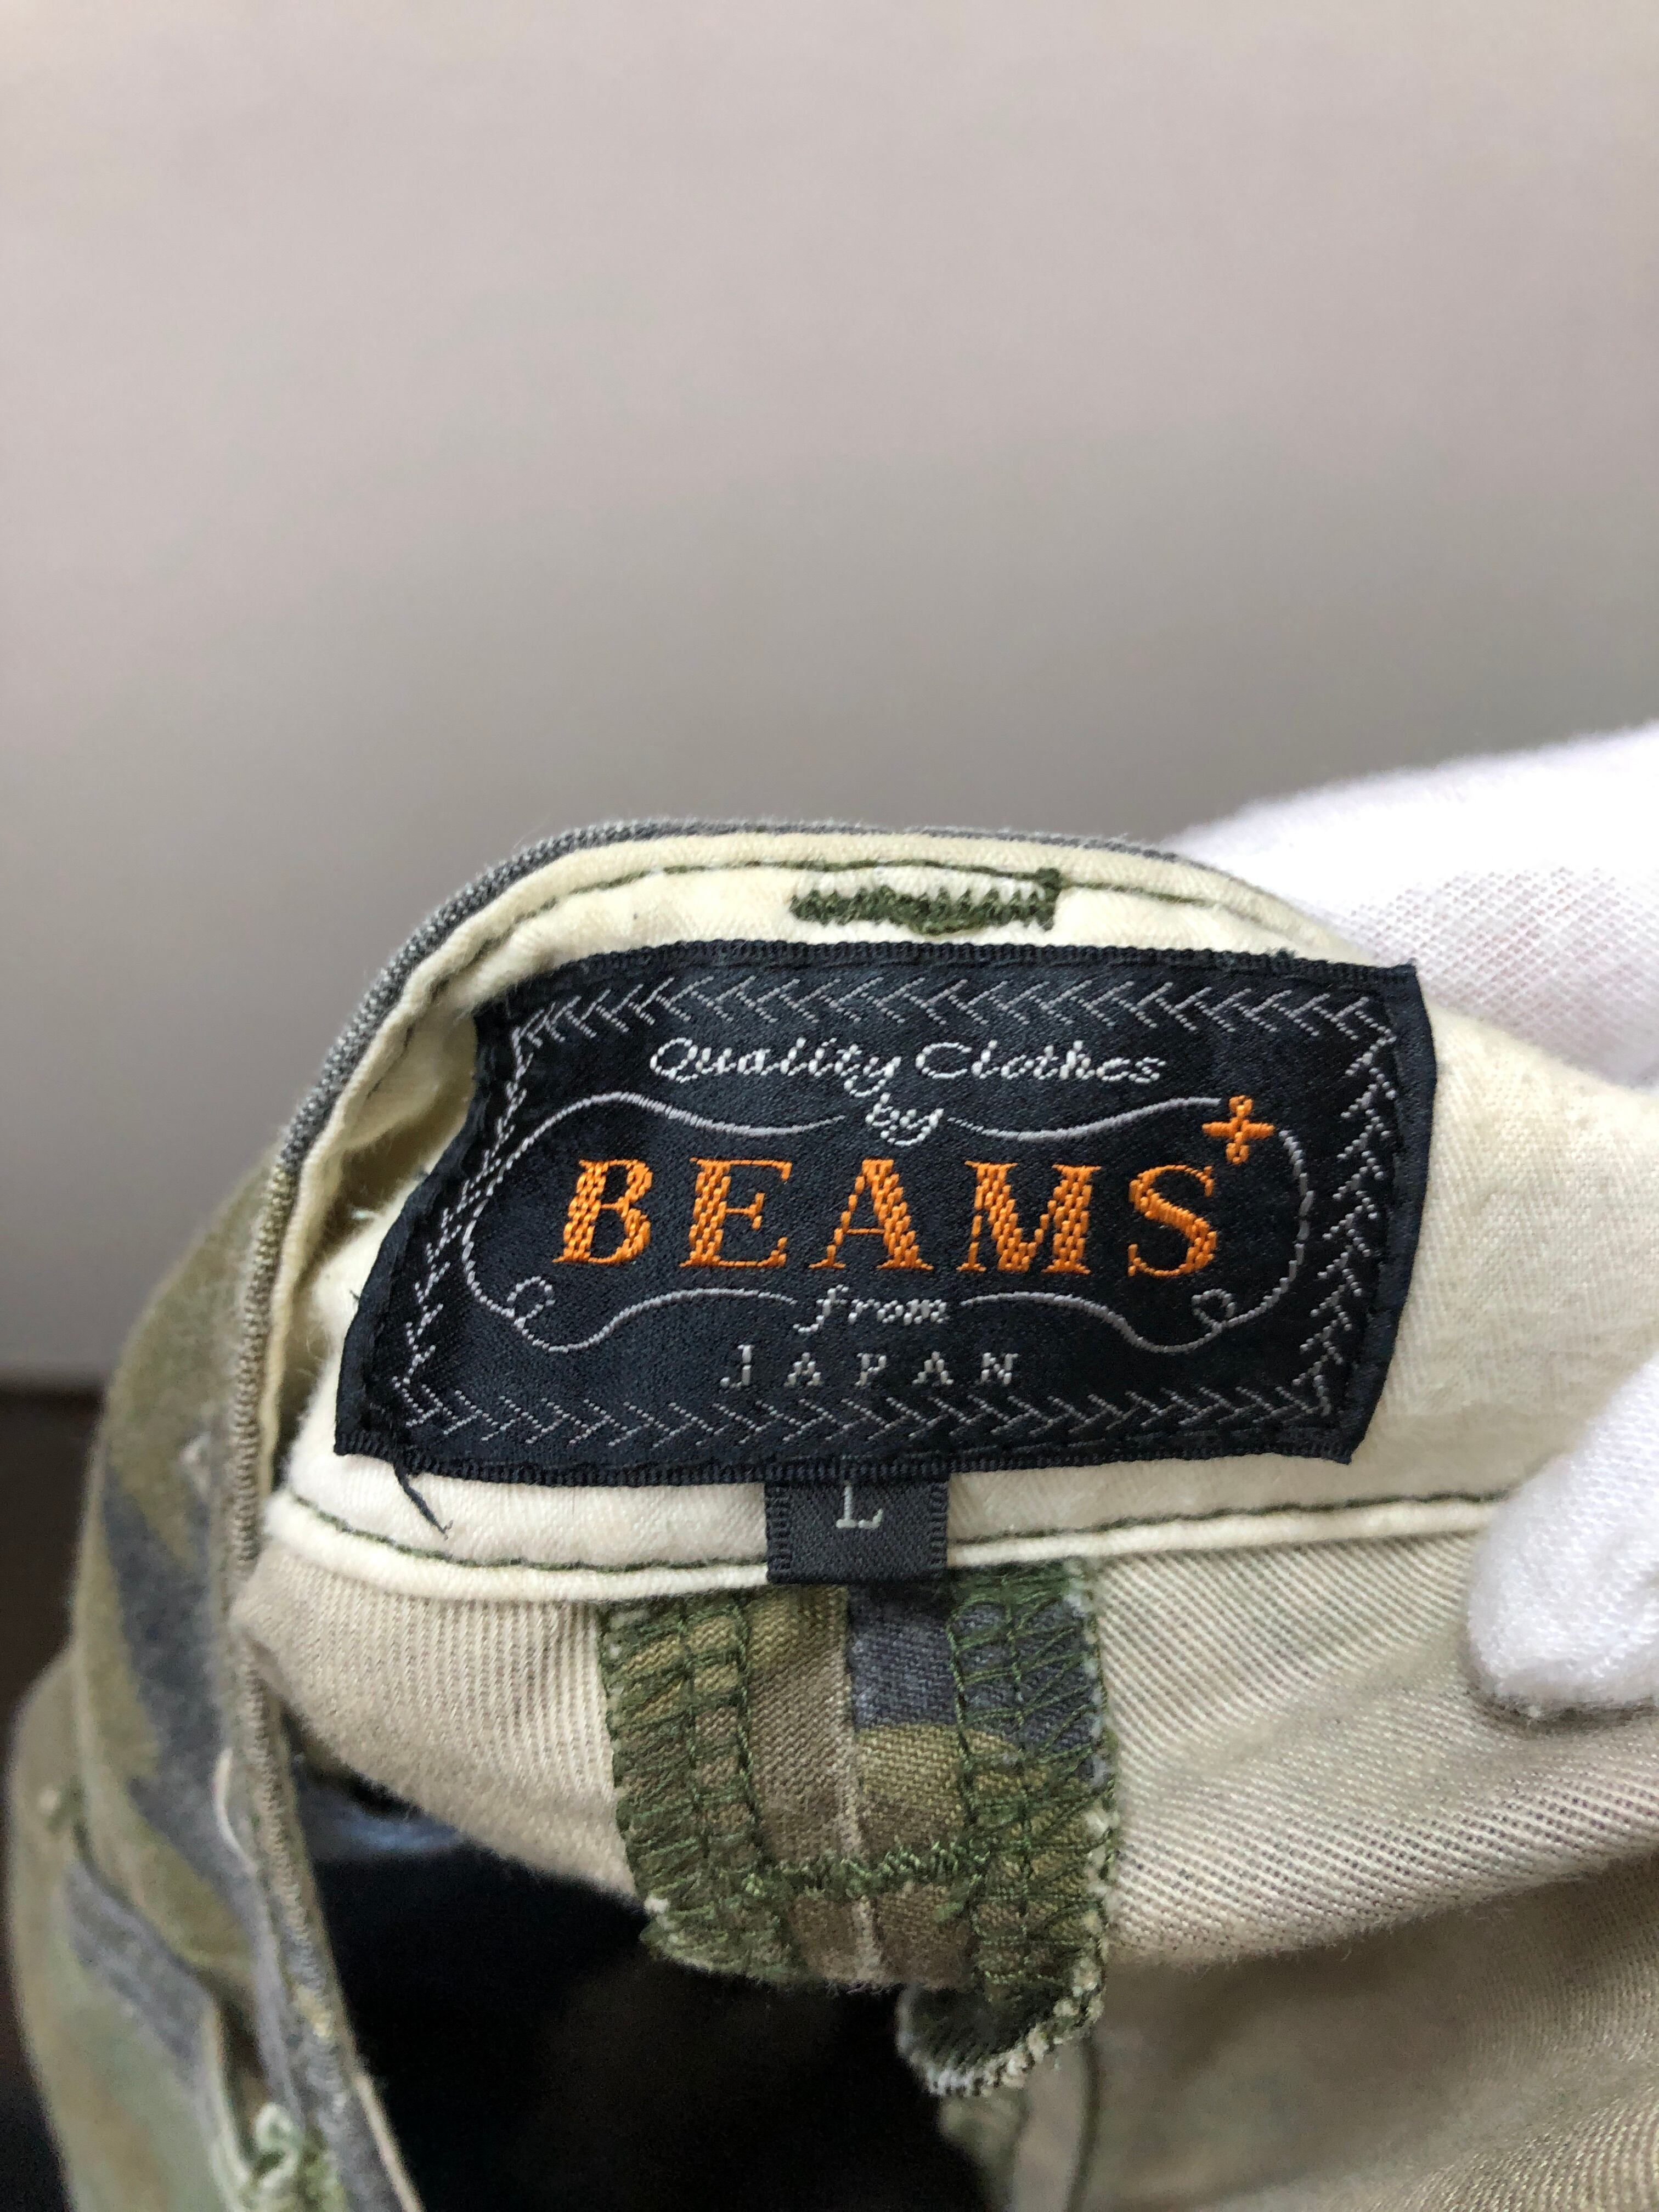 Quality Clothes
by
BEAMS+
from
JAPAN
L